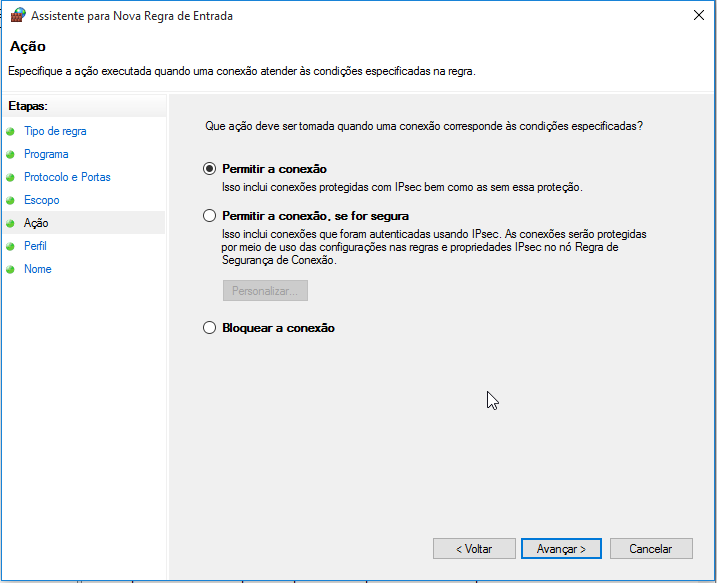 Assistente para Nova Regra de Entrada
Ação
Especifique a ação executada quando uma conexão atender às condições especificadas na regra.
Etapas:
Tipo de regra
Programa
Protocolo e Portas
Escopo
Ação
Perfil
Nome
Que ação deve ser tomada quando uma conexão corresponde às condições especificadas?
Permitir a conexão
Isso inclui conexões protegidas com IPsec bem como as sem essa proteção.
Permitir a conexão, se for segura
Isso inclui conexões que foram autenticadas usando IPsec. As conexões serão protegidas
por meio de uso das configurações nas regras e propriedades IPsec no nó Regra de
Segurança de Conexão.
Personalizar...
Bloquear a conexão
< Voltar
Avançar >
Cancelar